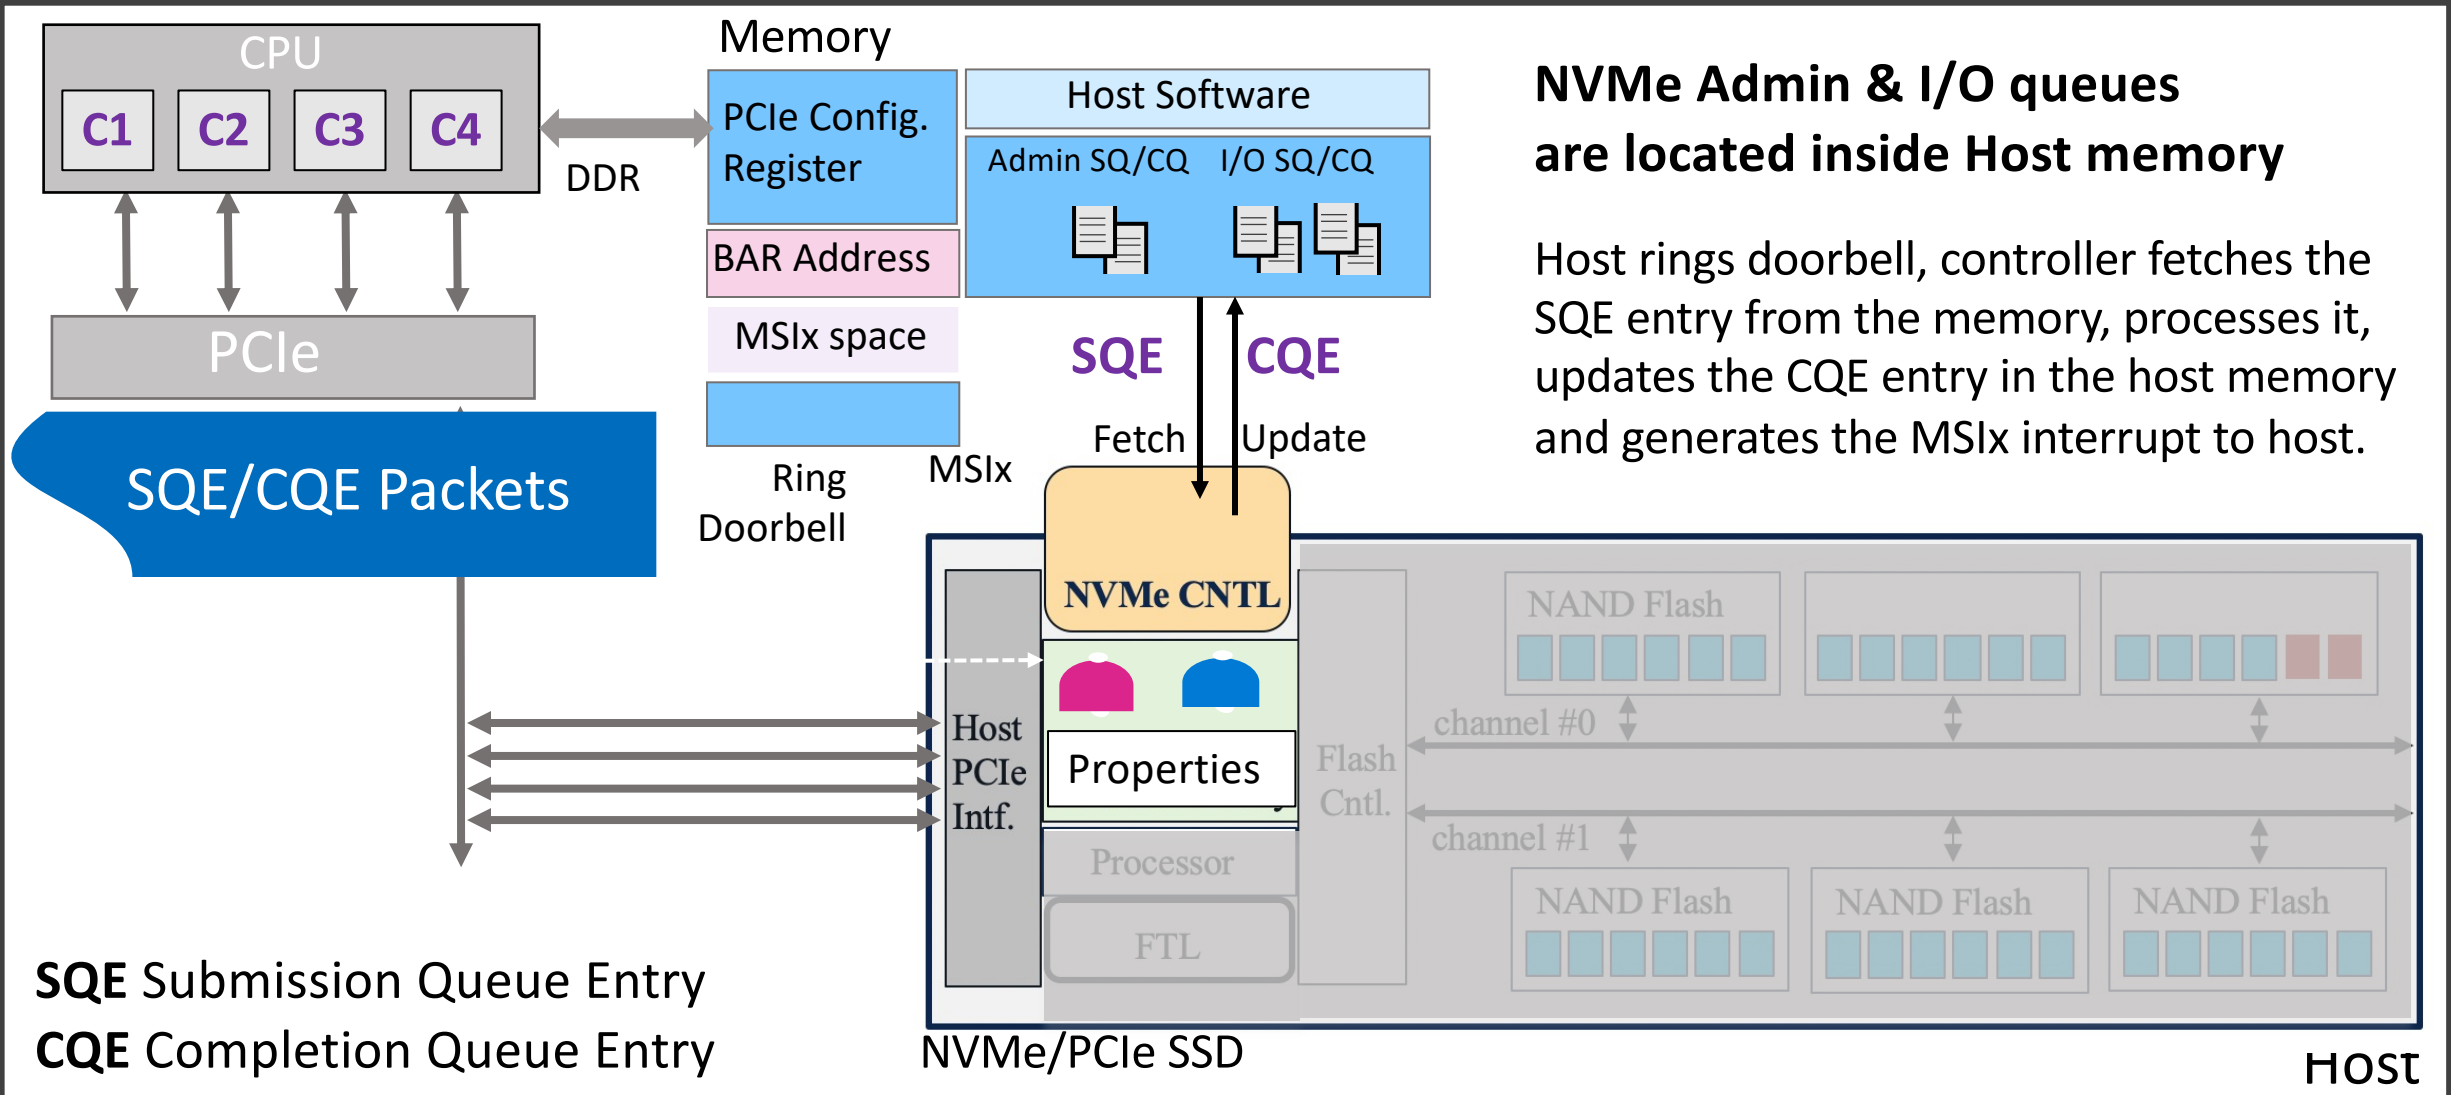 CPU
C1 C2 C3 C4
DDR
PCIe
SQE/CQE Packets
Memory
PCIe Config.
Register
BAR Address
MSIx space
Ring
Doorbell
MSIx
Host Software
Admin SQ/CQ I/O SQ/CQ
SQE CQE
Fetch Update
NVMe Admin & I/O queues
are located inside Host memory
Host rings doorbell, controller fetches the
SQE entry from the memory, processes it,
updates the CQE entry in the host memory
and generates the MSIx interrupt to host.
NVMe CNTL
Host
PCIe
Intf.
Properties
Processor
FTL
Flash
Cntl.
NAND Flash
channel #0
channel #1
NAND Flash
NAND Flash
NAND Flash
SQE Submission Queue Entry
CQE Completion Queue Entry
NVMe/PCIe SSD
Host